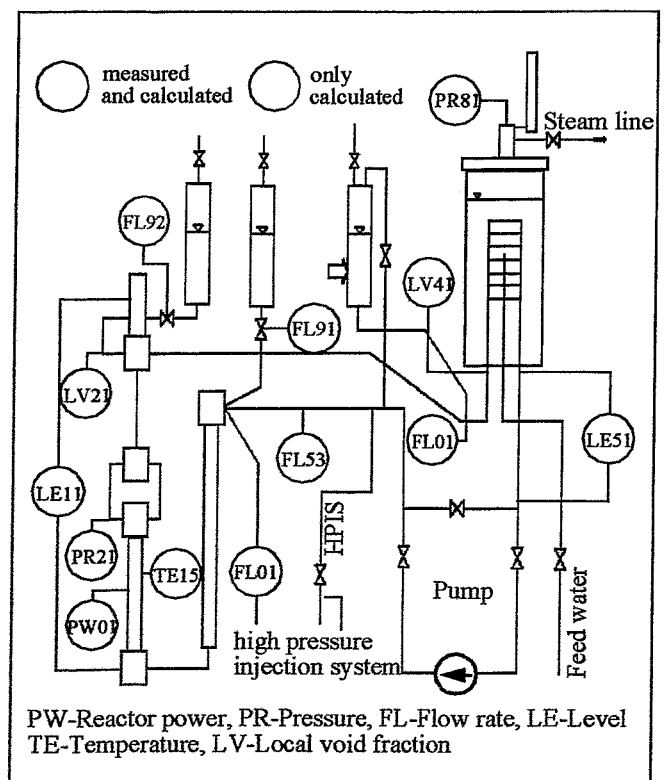 measured
and calculated
only
calculated
PR81
Steam line
FL92
LV41
FL91
LV21
FL01
LE51
FL53
LE11
HPIS
PR21
TE15
FL01
Pump
PW01
Feed water
high pressure
injection system
PW-Reactor power, PR-Pressure, FL-Flow rate, LE-Level
TE-Temperature, LV-Local void fraction